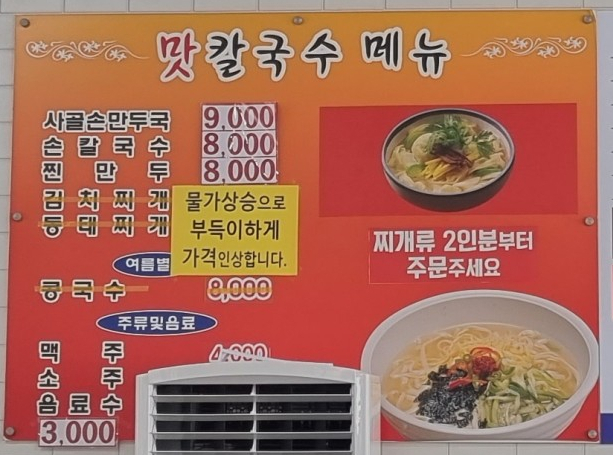 맛칼국수 메뉴
사골손만두국 9,000
손칼국수 8,000
찐만두 8,000
김치찌개
동태찌개
물가상승으로
부득이하게
가격인상합니다.
찌개류 2인분부터
주문주세요
여름별
콩국수 8,000
주류및음료
맥주 4,000
소주
음료수
3,000